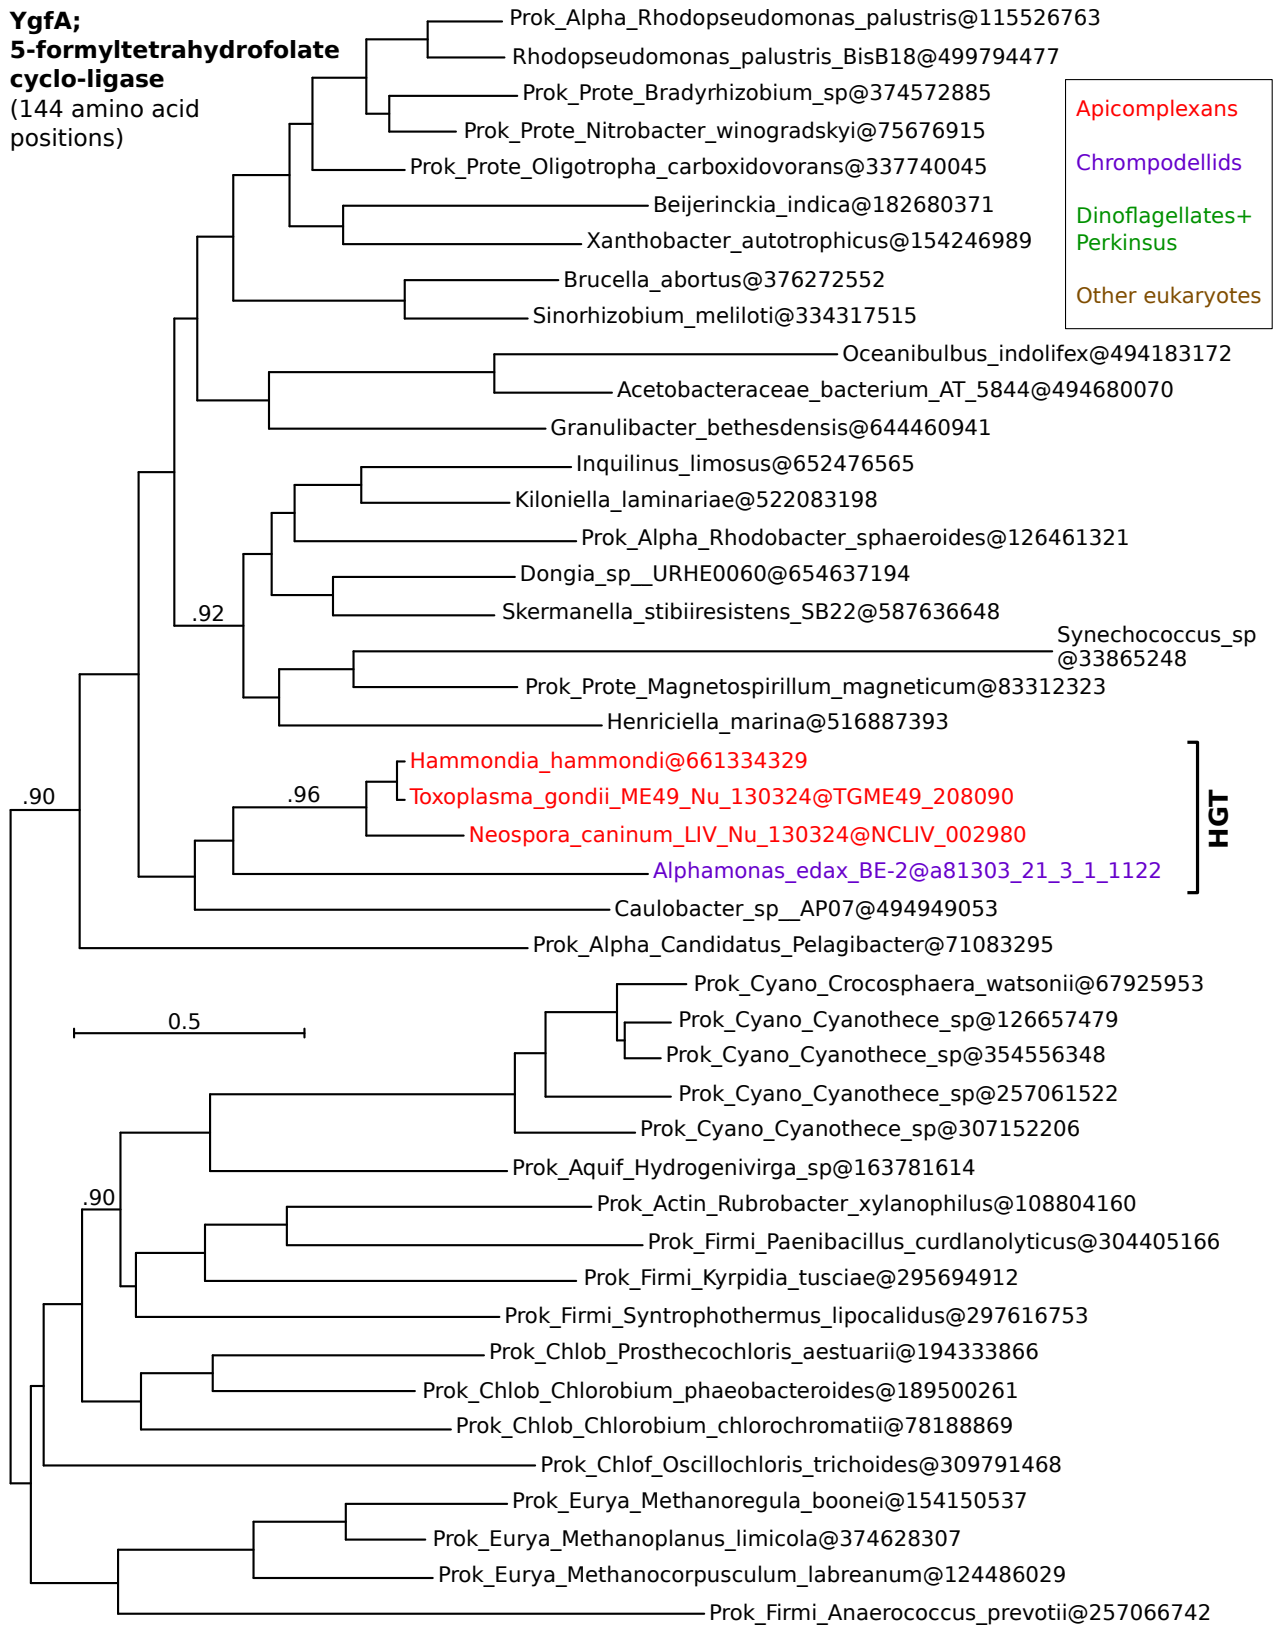 YgfA;
5-formyltetrahydrofolate
cyclo-ligase
(144 amino acid
positions)
Prok_Alpha_Rhodopseudomonas_palustris@115526763
Rhodopseudomonas_palustris_BisB18@499794477
Prok_Prote_Bradyrhizobium_sp@374572885
Prok_Prote_Nitrobacter_winogradskyi@75676915
Prok_Prote_Oligotropha_carboxidovorans@337740045
Beijerinckia_indica@182680371
Xanthobacter_autotrophicus@154246989
Brucella_abortus@376272552
Sinorhizobium_meliloti@334317515
Apicomplexans
Chrompodellids
Dinoflagellates+
Perkinsus
Other eukaryotes
Oceanibulbus_indolifex@494183172
Acetobacteraceae_bacterium_AT_5844@494680070
Granulibacter_bethesdensis@644460941
Inquilinus_limosus@652476565
Kiloniella_laminariae@522083198
Prok_Alpha_Rhodobacter_sphaeroides@126461321
Dongia_sp__URHE0060@654637194
Skermanella_stibiiresistens_SB22@587636648
.92
Synechococcus_sp
@33865248
Prok_Prote_Magnetospirillum_magneticum@83312323
Henriciella_marina@516887393
Hammondia_hammondi@661334329
.90
.96
Toxoplasma_gondii_ME49_Nu_130324@TGME49_208090
Neospora_caninum_LIV_Nu_130324@NCLIV_002980
HGT
Alphamonas_edax_BE-2@a81303_21_3_1_1122
Caulobacter_sp__AP07@494949053
Prok_Alpha_Candidatus_Pelagibacter@71083295
Prok_Cyano_Crocosphaera_watsonii@67925953
0.5
Prok_Cyano_Cyanothece_sp@126657479
Prok_Cyano_Cyanothece_sp@354556348
Prok_Cyano_Cyanothece_sp@257061522
Prok_Cyano_Cyanothece_sp@307152206
Prok_Aquif_Hydrogenivirga_sp@163781614
.90
Prok_Actin_Rubrobacter_xylanophilus@108804160
Prok_Firmi_Paenibacillus_curdlanolyticus@304405166
Prok_Firmi_Kyrpidia_tusciae@295694912
Prok_Firmi_Syntrophothermus_lipocalidus@297616753
Prok_Chlob_Prosthecochloris_aestuarii@194333866
Prok_Chlob_Chlorobium_phaeobacteroides@189500261
Prok_Chlob_Chlorobium_chlorochromatii@78188869
Prok_Chlof_Oscillochloris_trichoides@309791468
Prok_Eurya_Methanoregula_boonei@154150537
Prok_Eurya_Methanoplanus_limicola@374628307
Prok_Eurya_Methanocorpusculum_labreanum@124486029
Prok_Firmi_Anaerococcus_prevotii@257066742